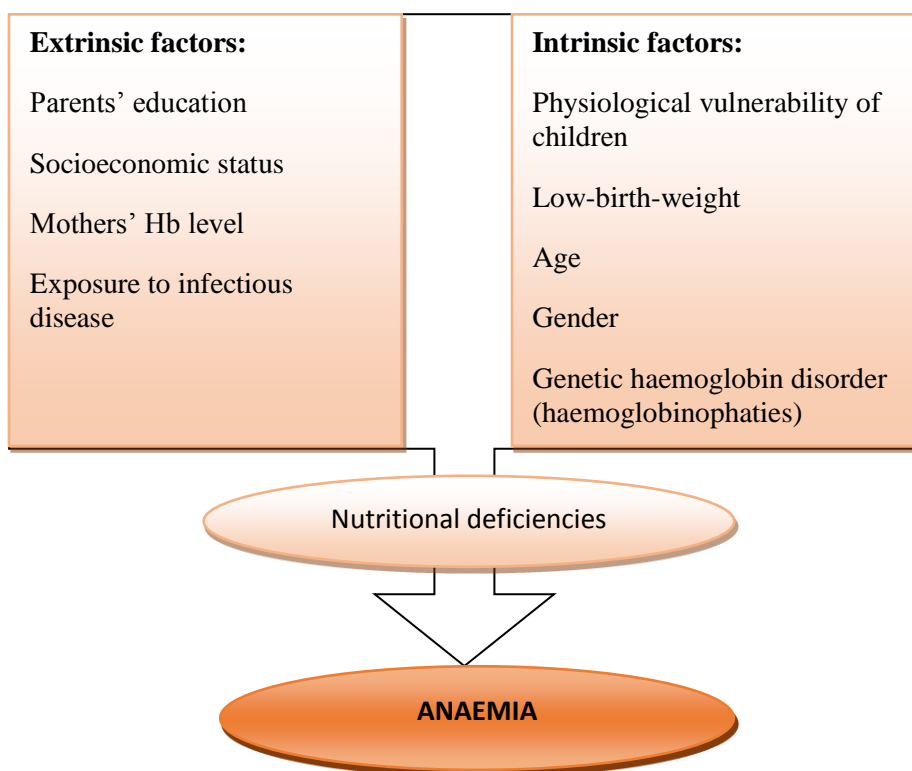 Extrinsic factors:
Parents’ education
Socioeconomic status
Mothers’ Hb level
Exposure to infectious
disease
Intrinsic factors:
Physiological vulnerability of
children
Low-birth-weight
Age
Gender
Genetic haemoglobin disorder
(haemoglobinophaties)
Nutritional deficiencies
ANAEMIA